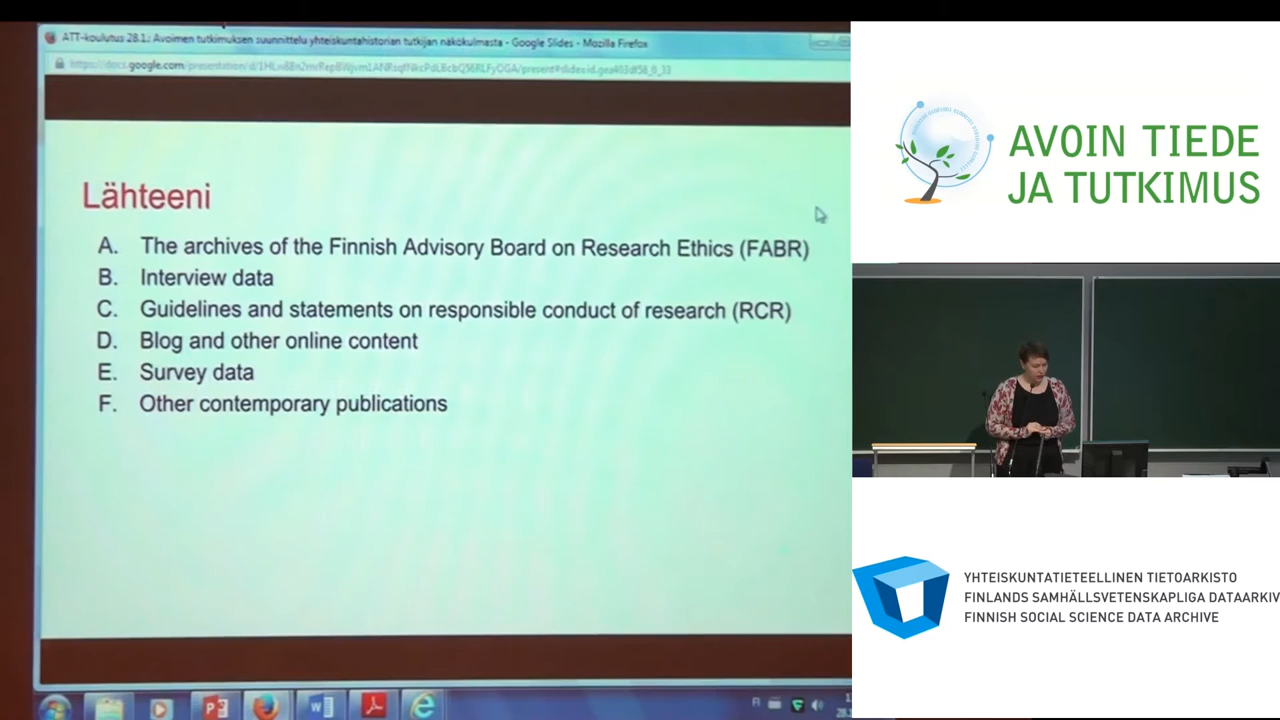 ATT-koulutus 28.1.: Avoimen tutkimuksen suunnittelu yhteiskuntahistorian tutkijan näkökulmasta - Google Slides - Mozilla Firefox
Lähteeni
A. The archives of the Finnish Advisory Board on Research Ethics (FABR)
B. Interview data
C. Guidelines and statements on responsible conduct of research (RCR)
D. Blog and other online content
E. Survey data
F. Other contemporary publications
FI
AVOIN TIEDE
JA TUTKIMUS
YHTEISKUNTATIETEELLINEN TIETOARKISTO
FINLANDS SAMHÄLLSVETENSKAPLIGA DATAARKIV
FINNISH SOCIAL SCIENCE DATA ARCHIVE